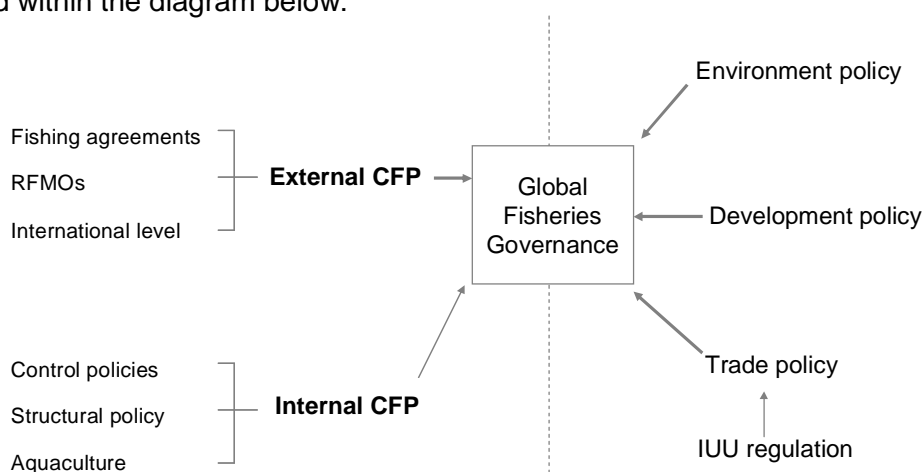 d within the diagram below.
Environment policy
Fishing agreements
External CFP
RFMOs
Global
Fisheries
Governance
Development policy
International level
Control policies
Trade policy
Structural policy
Internal CFP
IUU regulation
Aquaculture